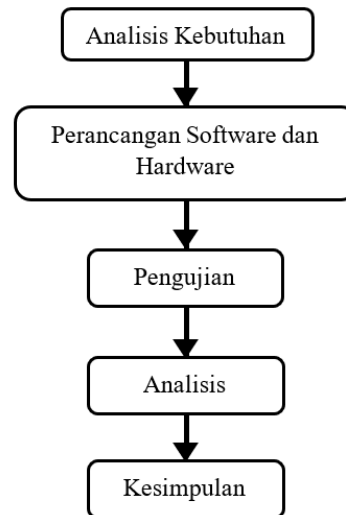 Analisis Kebutuhan
Perancangan Software dan
Hardware
Pengujian
Analisis
Kesimpulan